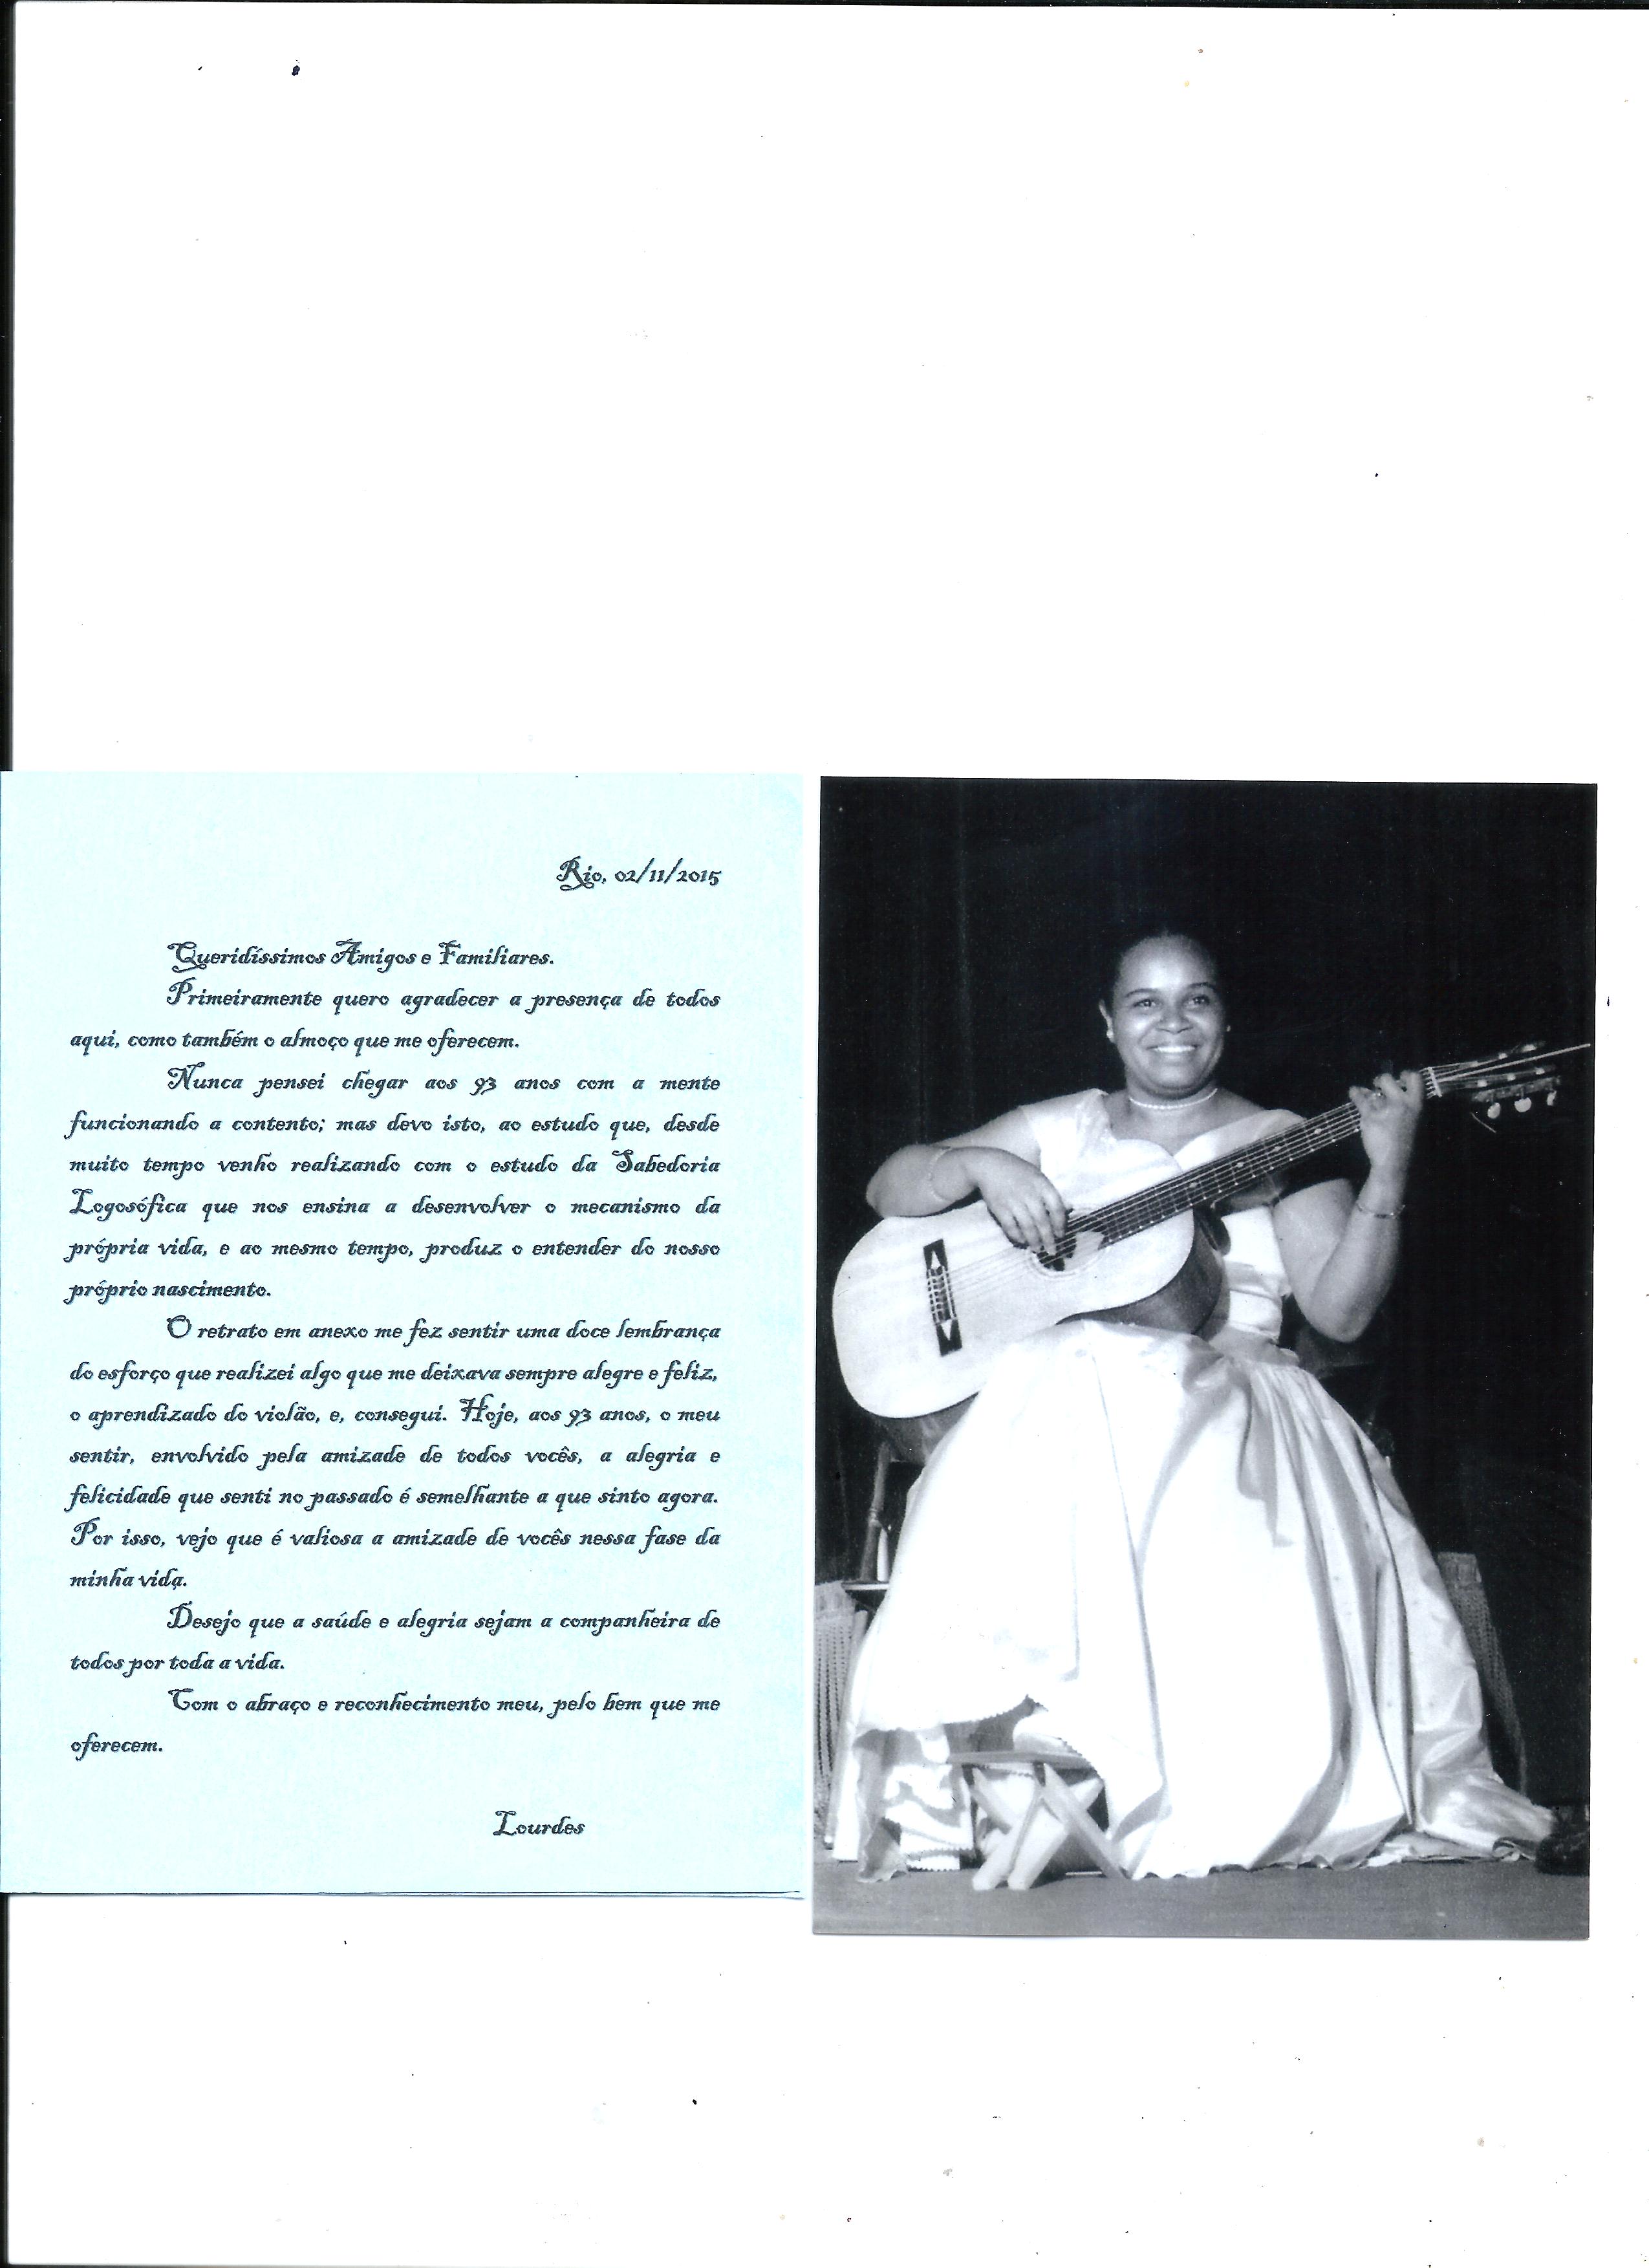 Rio, 02/11/2015
Queridíssimos Amigos e Familiares.
Primeiramente quero agradecer a presença de todos
aqui, como também o almoço que me oferecem.
Nunca pensei chegar aos 93 anos com a mente
funcionando a contento; mas devo isto, ao estudo que, desde
muito tempo venho realizando com o estudo da Sabedoria
Logosófica que nos ensina a desenvolver o mecanismo da
própria vida, e ao mesmo tempo, produz o entender do nosso
próprio nascimento.
O retrato em anexo me fez sentir uma doce lembrança
do esforço que realizei algo que me deixava sempre alegre e feliz,
o aprendizado do violão, e, consegui. Hoje, aos 93 anos, o meu
sentir, envolvido pela amizade de todos vocês, a alegria e
felicidade que senti no passado é semelhante a que sinto agora.
Por isso, vejo que é valiosa a amizade de vocês nessa fase da
minha vida.
Desejo que a saúde e alegria sejam a companheira de
todos por toda a vida.
Com o abraço e reconhecimento meu, pelo bem que me
oferecem.
Lourdes